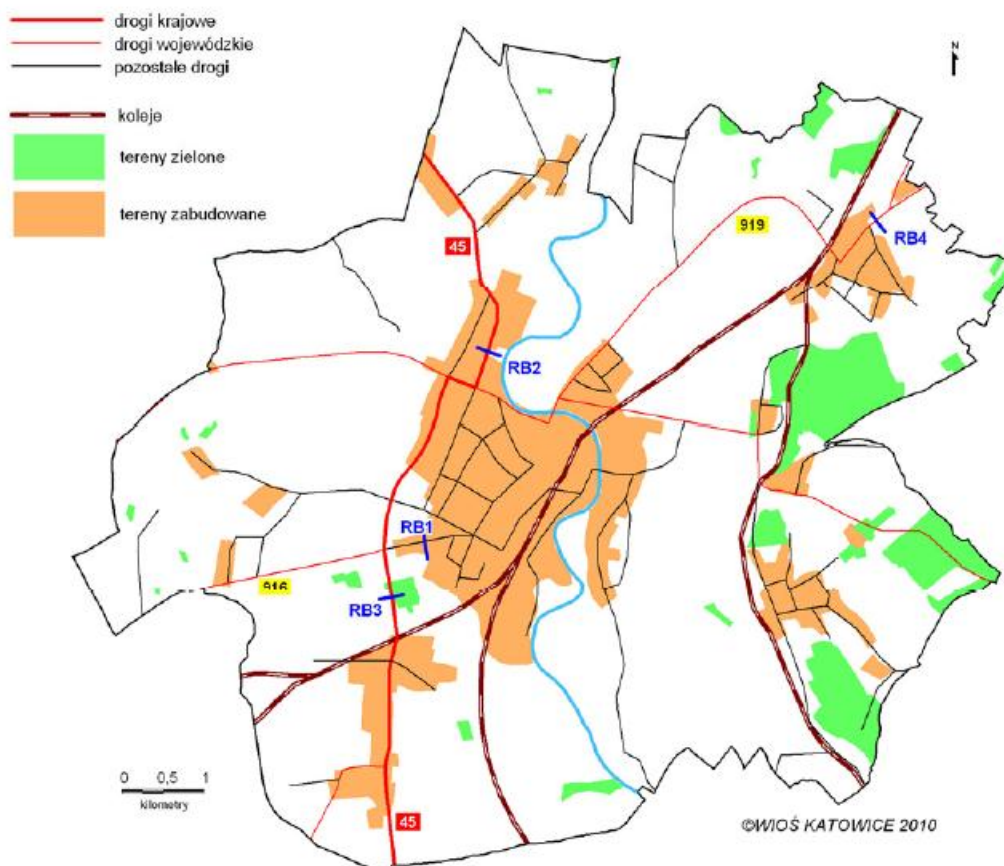 drogi krajowe
drogi wojewódzkie
pozostałe drogi
koleje
tereny zielone
tereny zabudowane
N
45
919
RB4
RB2
RB1
916
RB3
0 0,5 1
kilometry
45
©WIOŚ KATOWICE 2010